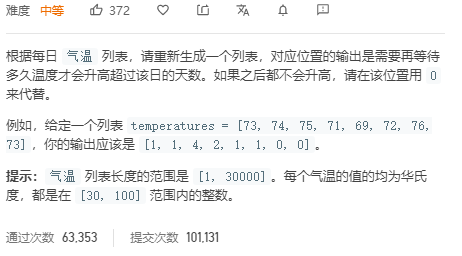 难度 中等 372
根据每日 气温 列表，请重新生成一个列表，对应位置的输出是需要再等待
多久温度才会升高超过该日的天数。如果之后都不会升高，请在该位置用 0
来代替。
例如，给定一个列表 temperatures = [73, 74, 75, 71, 69, 72, 76,
73]，你的输出应该是 [1, 1, 4, 2, 1, 1, 0, 0]。
提示：气温 列表长度的范围是 [1, 30000]。每个气温的值的均为华氏
度，都是在 [30, 100] 范围内的整数。
通过次数 63,353 提交次数 101,131